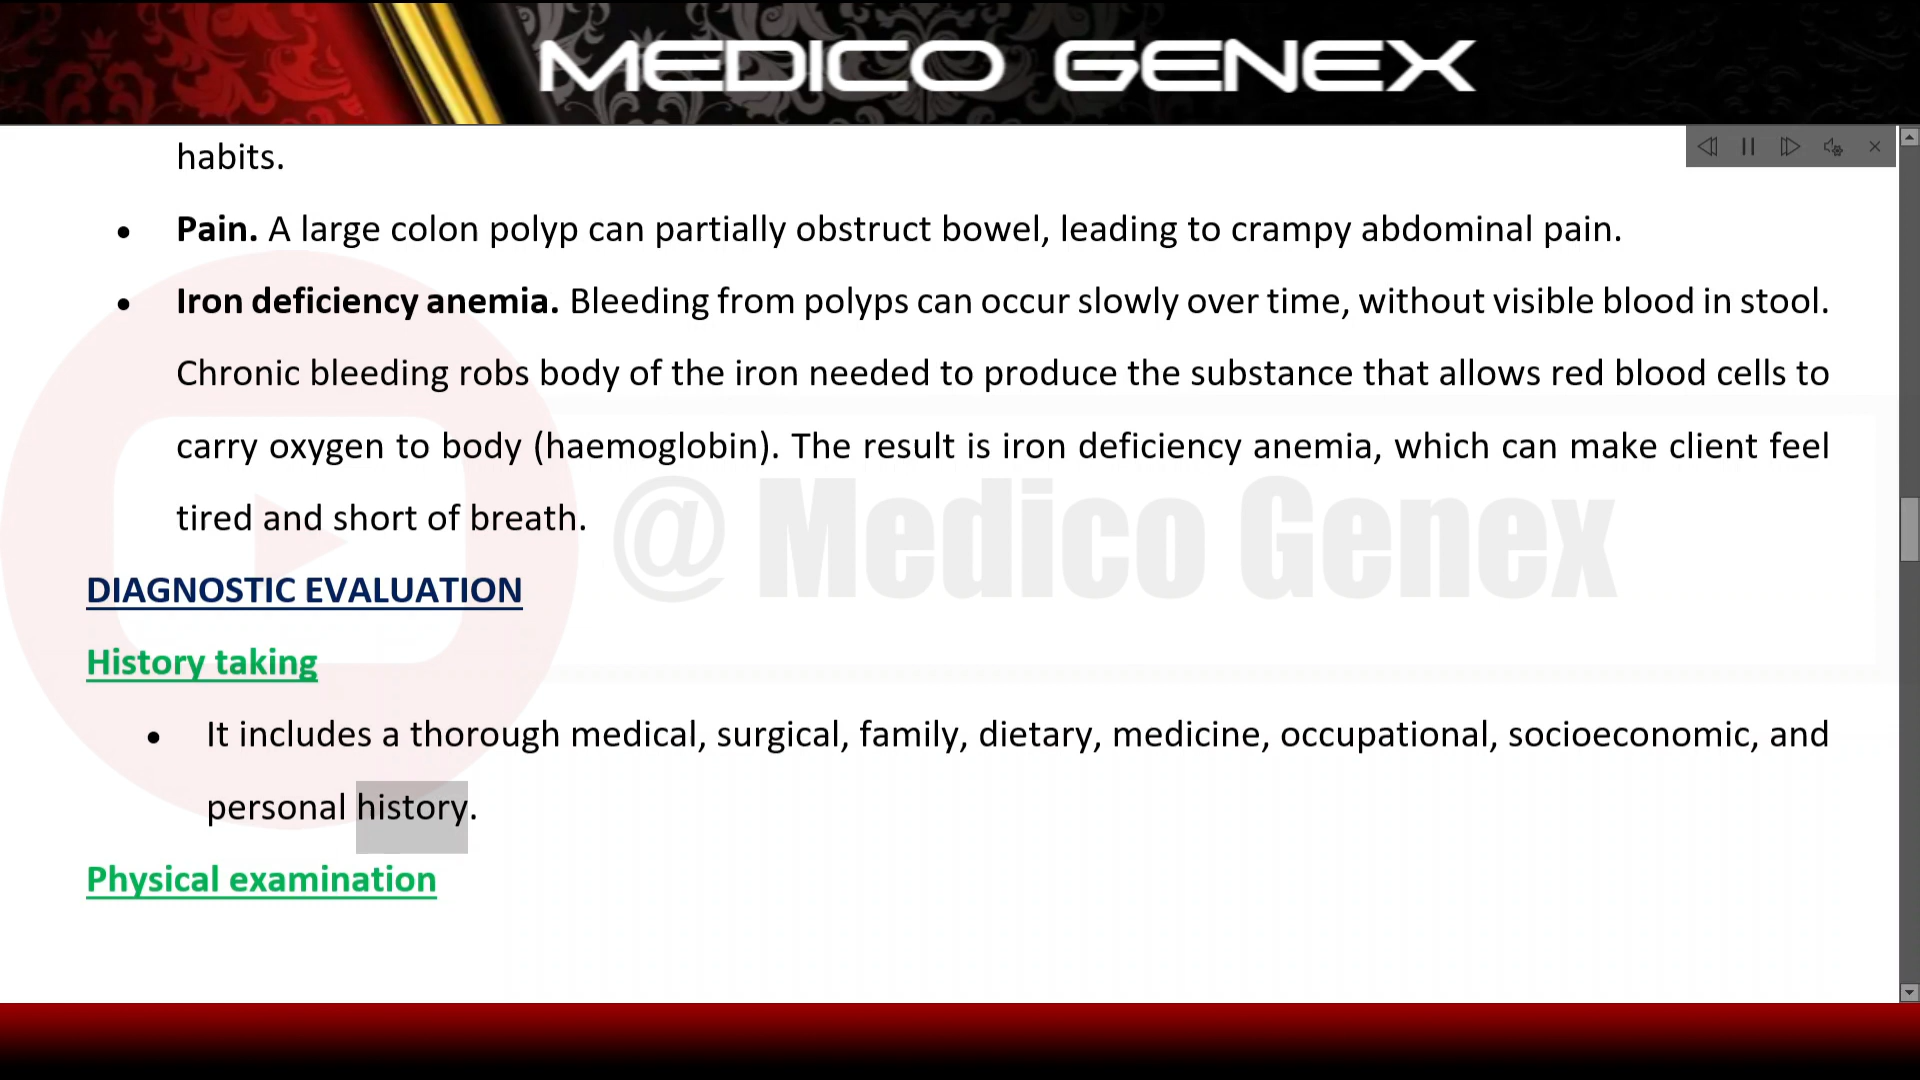 MEDICO GENEX
habits.
• Pain. A large colon polyp can partially obstruct bowel, leading to crampy abdominal pain.
• Iron deficiency anemia. Bleeding from polyps can occur slowly over time, without visible blood in stool.
Chronic bleeding robs body of the iron needed to produce the substance that allows red blood cells to
carry oxygen to body (haemoglobin). The result is iron deficiency anemia, which can make client feel
tired and short of breath.
@ Medico Genex
DIAGNOSTIC EVALUATION
History taking
• It includes a thorough medical, surgical, family, dietary, medicine, occupational, socioeconomic, and
personal history.
Physical examination